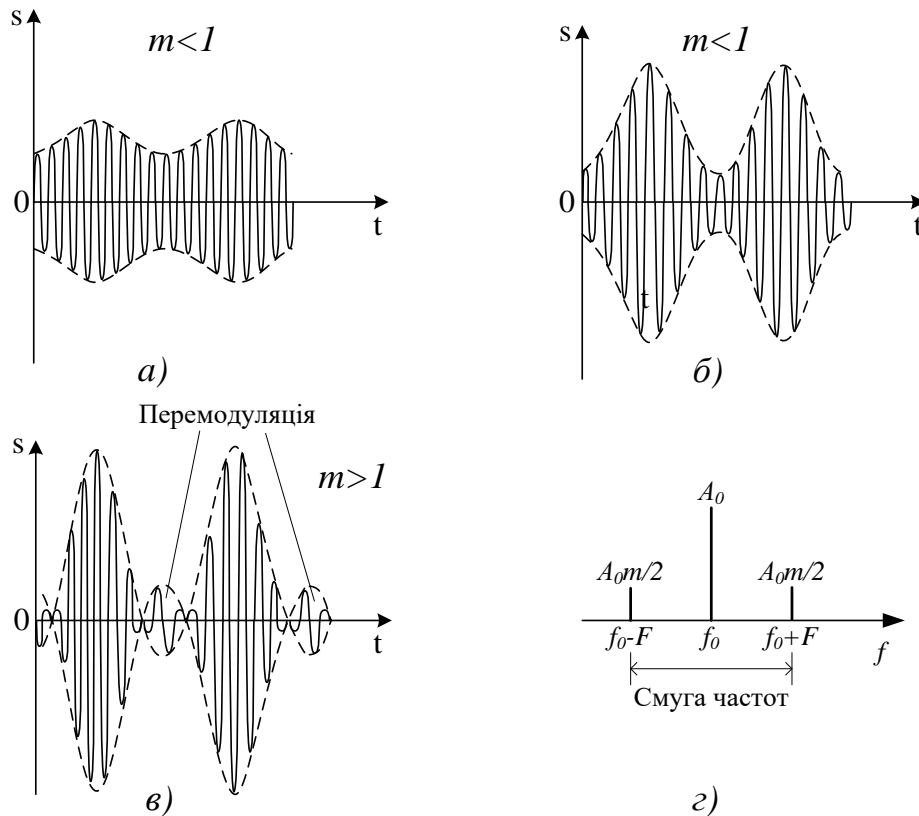 s
m<1
0
t
а)
s
m<1
0
t
t
б)
Перемодуляція
s
m>1
0
t
в)
A₀
A₀m/2 A₀m/2
f₀-F f₀ f₀+F
f
Смуга частот
г)